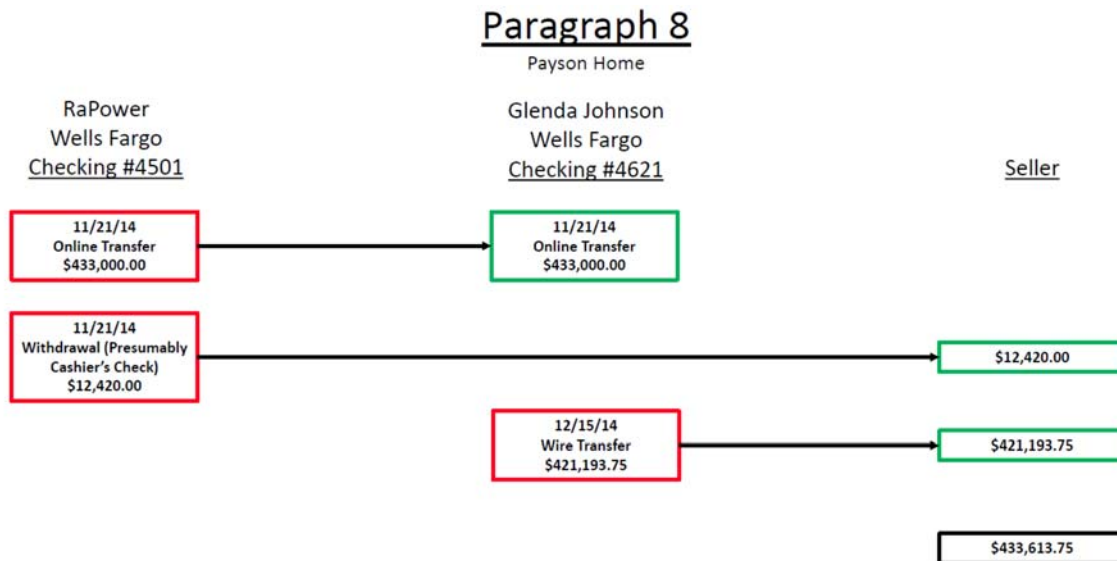 Paragraph 8
Payson Home
RaPower
Wells Fargo
Checking #4501
Glenda Johnson
Wells Fargo
Checking #4621
Seller
11/21/14
Online Transfer
$433,000.00
11/21/14
Online Transfer
$433,000.00
11/21/14
Withdrawal (Presumably
Cashier's Check)
$12,420.00
$12,420.00
12/15/14
Wire Transfer
$421,193.75
$421,193.75
$433,613.75